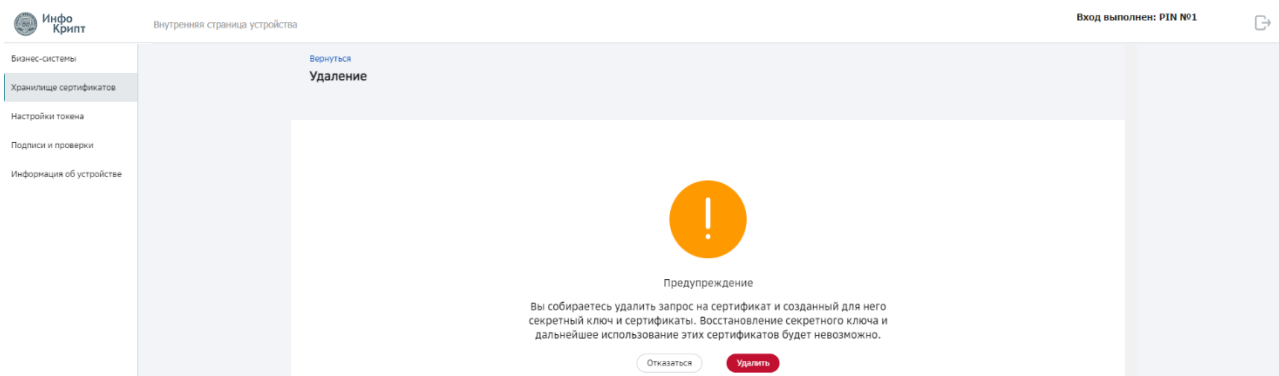 Инфо
Крипт
Внутренняя страница устройства
Вход выполнен: PIN №1
Бизнес-системы
Хранилище сертификатов
Настройки токена
Подписи и проверки
Информация об устройстве
Вернуться
Удаление
Предупреждение
Вы собираетесь удалить запрос на сертификат и созданный для него
секретный ключ и сертификаты. Восстановление секретного ключа и
дальнейшее использование этих сертификатов будет невозможно.
Отказаться
Удалить